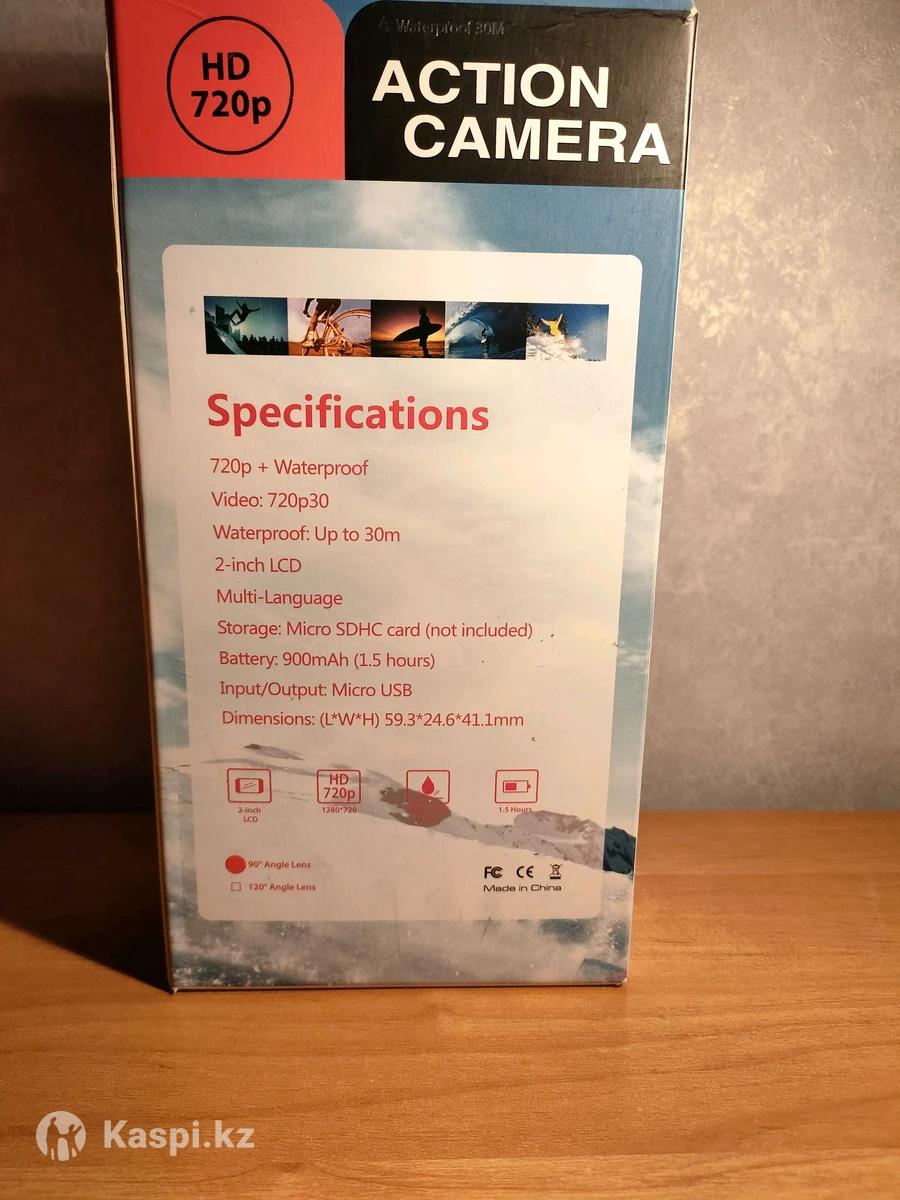 Waterproof 30M
HD
720p
ACTION
CAMERA
Specifications
720p + Waterproof
Video: 720p30
Waterproof: Up to 30m
2-inch LCD
Multi-Language
Storage: Micro SDHC card (not included)
Battery: 900mAh (1.5 hours)
Input/Output: Micro USB
Dimensions: (L*W*H) 59.3*24.6*41.1mm
HD
720p
2-inch
LCD
1280*720
1.5 Hours
90° Angle Lens
120° Angle Lens
FC CE
Made in China
Kaspi.kz